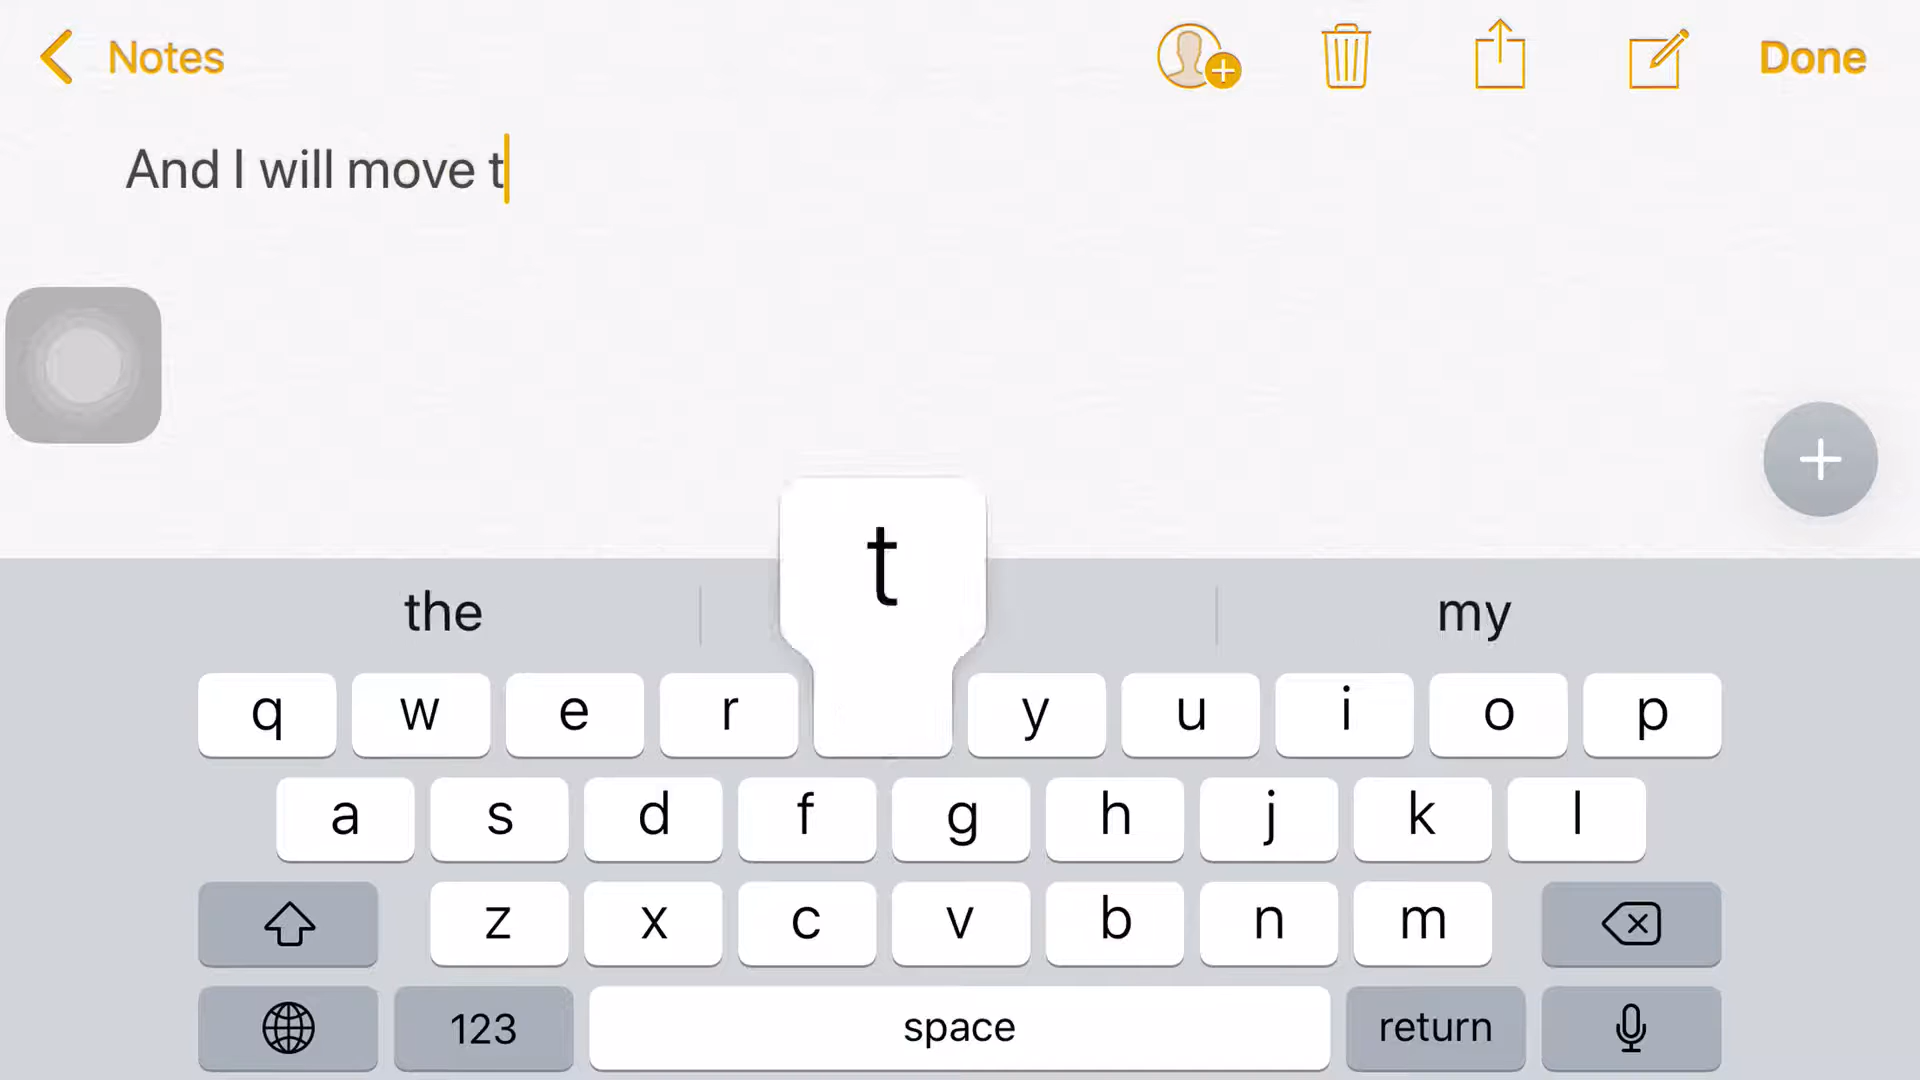 Notes
Done
And I will move t
t
the
my
q w e r y u i o p
a s d f g h j k l
z x c v b n m
123 space return